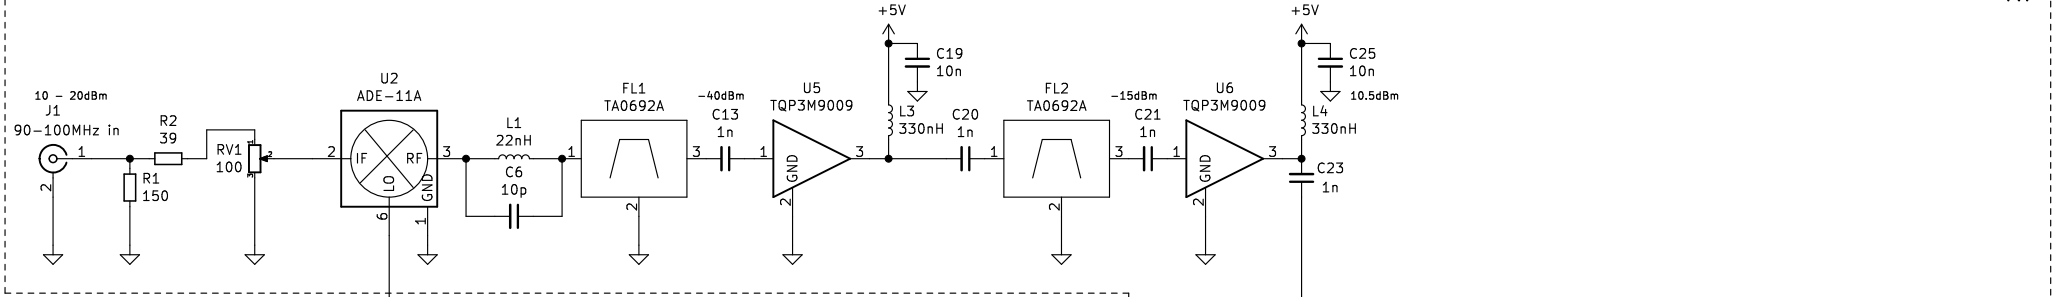 +5V
+5V
C19
10n
C25
10n
U2
ADE-11A
FL1
TA0692A
U5
TQP3M9009
FL2
TA0692A
U6
TQP3M9009
10 - 20dBm
J1
90-100MHz in
-40dBm
C13
1n
-15dBm
C21
1n
10.5dBm
R2
39
L1
22nH
L3
330nH
C20
1n
L4
330nH
1
RV1
100
1
2
3
2
IF
RF
LO
GND
3
C6
10p
1
3
1
GND
3
1
3
1
GND
3
C23
1n
2
R1
150
6
1
2
2
2
2